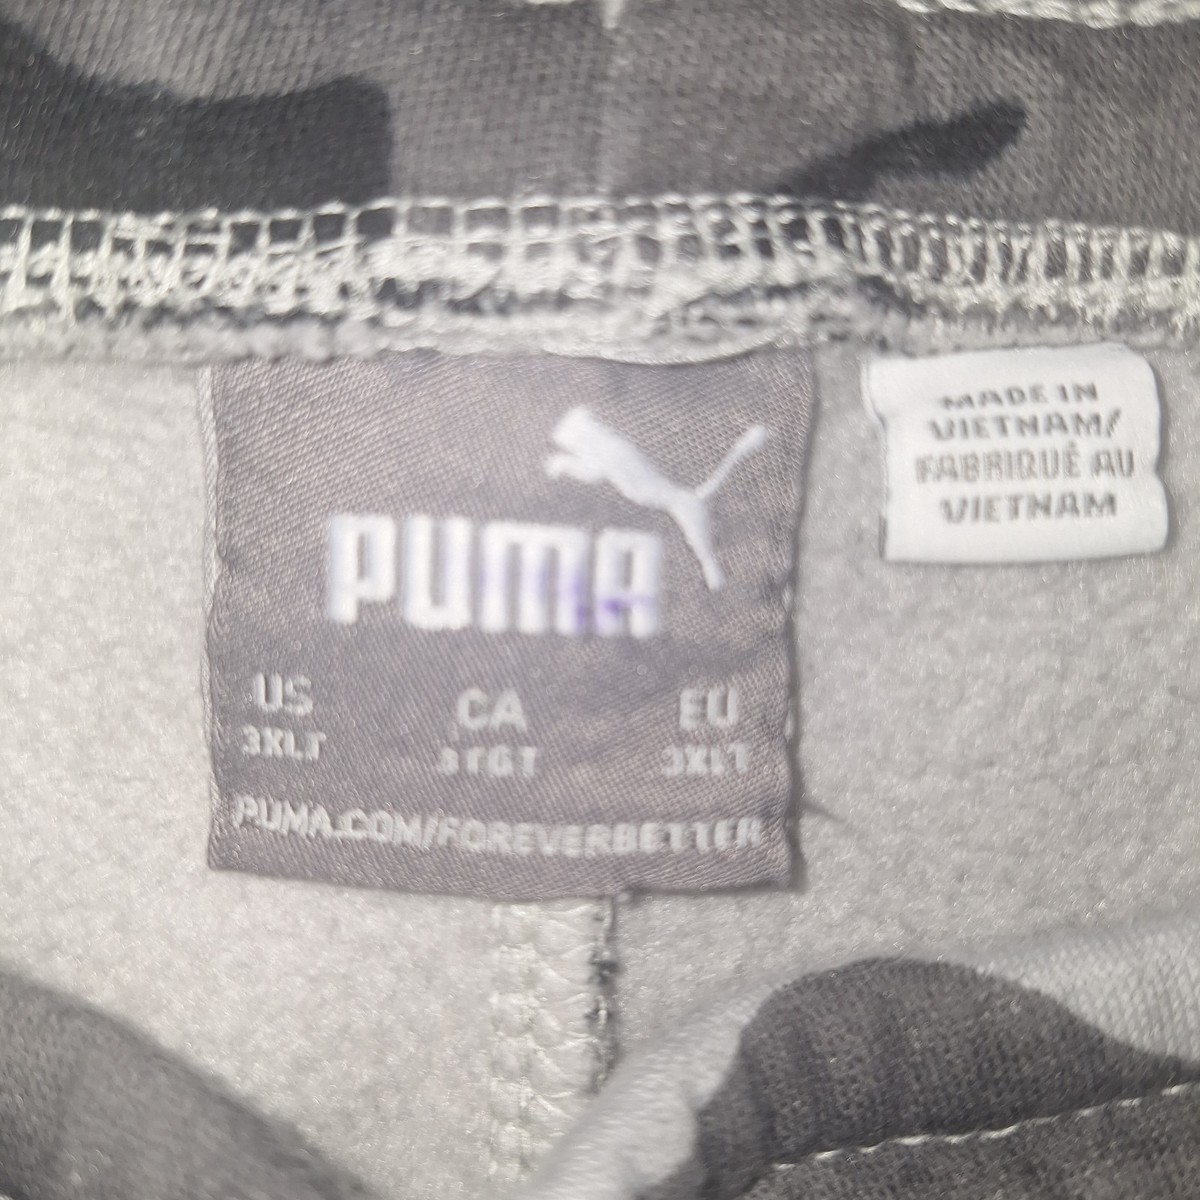 PUMA
US CA EU
3XLT 3TGT 3XLT
PUMA.COM/FOREVERBETTER
MADE IN
VIETNAM/
FABRIQUÉ AU
VIETNAM